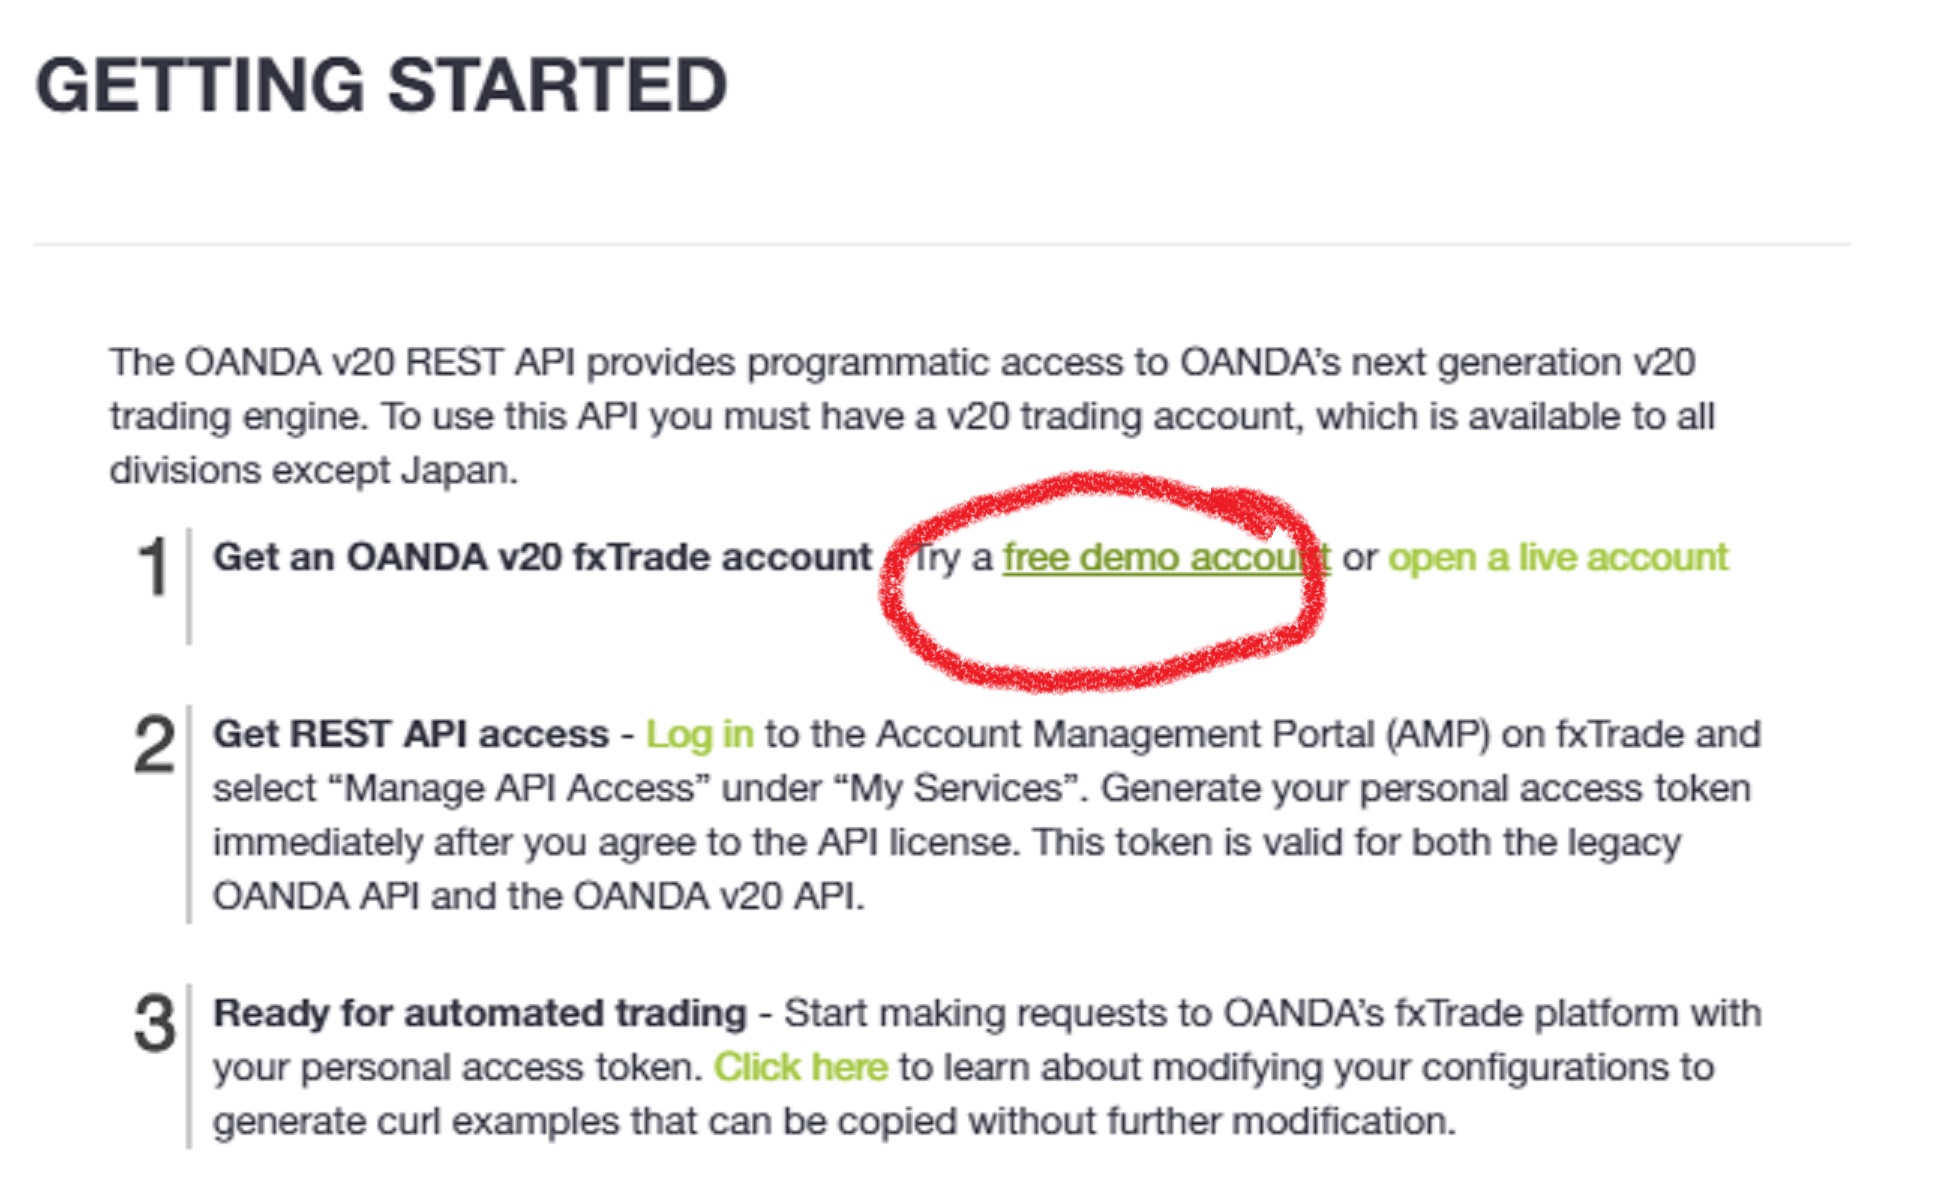 GETTING STARTED
The OANDA v20 REST API provides programmatic access to OANDA's next generation v20
trading engine. To use this API you must have a v20 trading account, which is available to all
divisions except Japan.
1 Get an OANDA v20 fxTrade account Try a free demo account or open a live account
2 Get REST API access - Log in to the Account Management Portal (AMP) on fxTrade and
select “Manage API Access” under “My Services”. Generate your personal access token
immediately after you agree to the API license. This token is valid for both the legacy
OANDA API and the OANDA v20 API.
3 Ready for automated trading - Start making requests to OANDA’s fxTrade platform with
your personal access token. Click here to learn about modifying your configurations to
generate curl examples that can be copied without further modification.